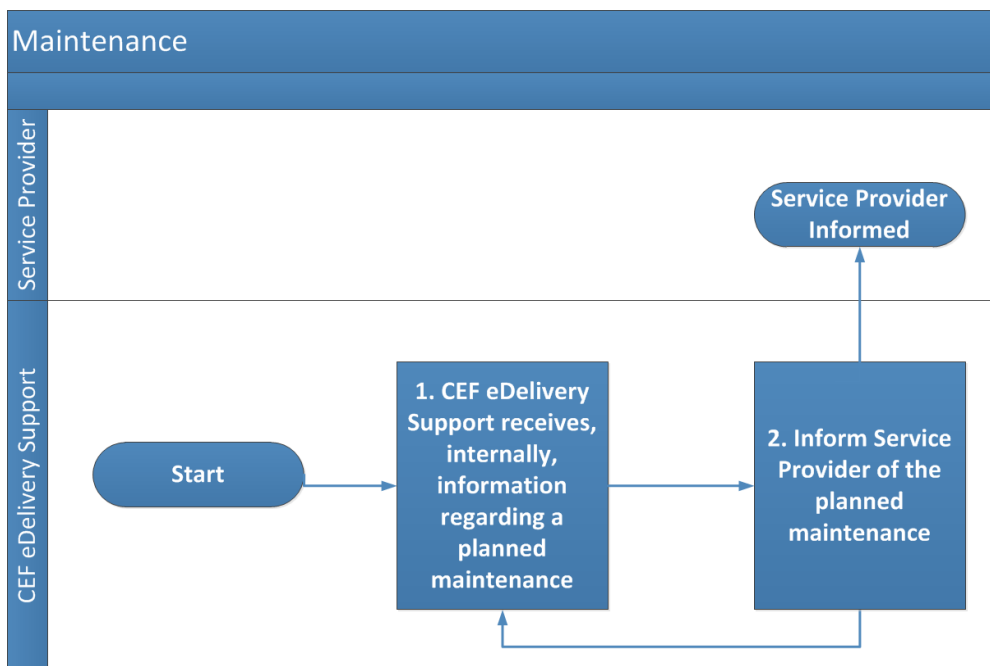 Maintenance
Service Provider
Service Provider
Informed
CEF eDelivery Support
Start
1. CEF eDelivery
Support receives,
internally,
information
regarding a
planned
maintenance
2. Inform Service
Provider of the
planned
maintenance